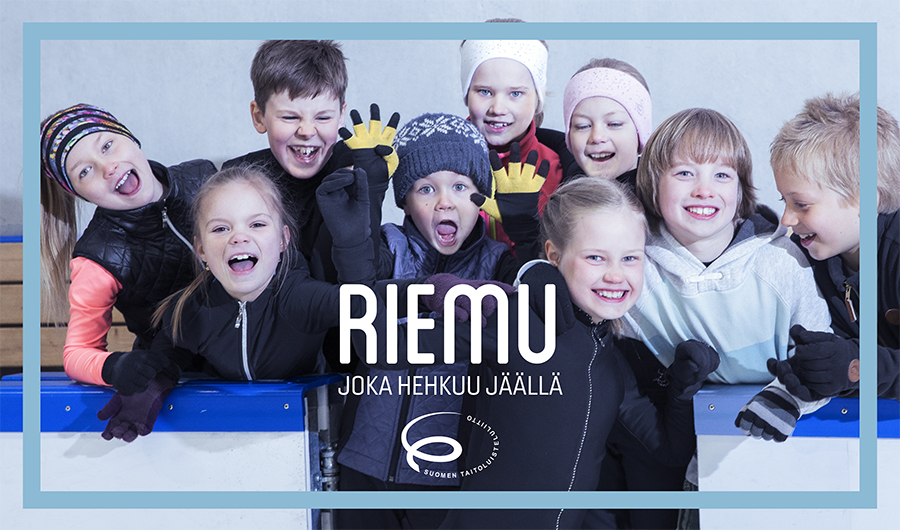 RIEMU
JOKA HEHKUU JÄÄLLÄ
SUOMEN TAITOLUISTELULIITTO